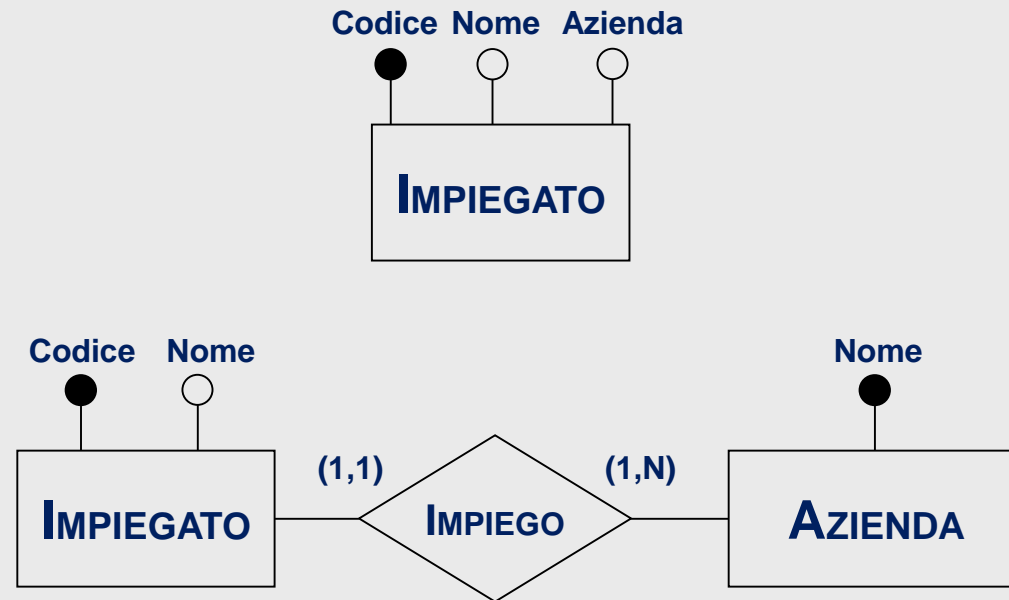 Codice Nome Azienda
IMPIEGATO
Codice Nome Nome
(1,1) (1,N)
IMPIEGATO IMPIEGO AZIENDA